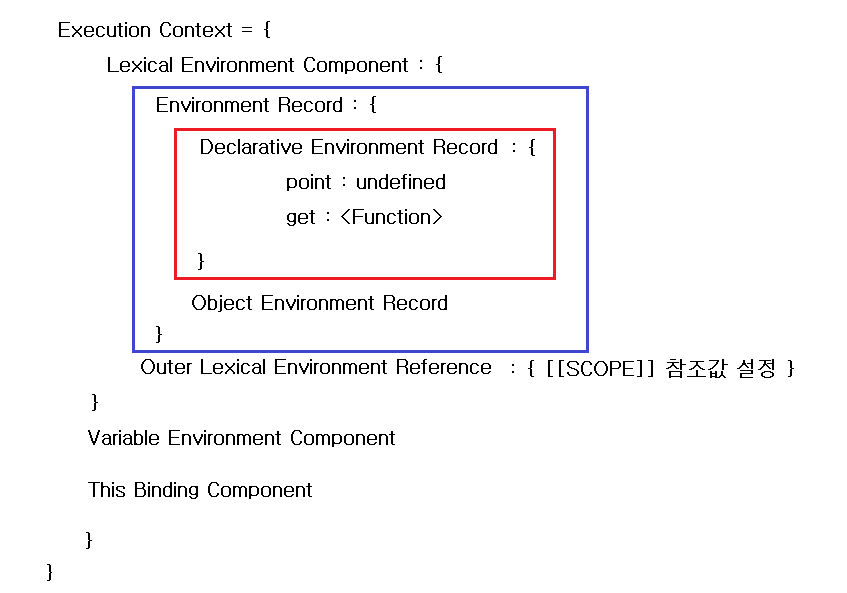 Execution Context = {
Lexical Environment Component : {
Environment Record : {
Declarative Environment Record : {
point : undefined
get : <Function>
}
Object Environment Record
}
Outer Lexical Environment Reference : { [[SCOPE]] 참조값 설정 }
}
Variable Environment Component
This Binding Component
}
}